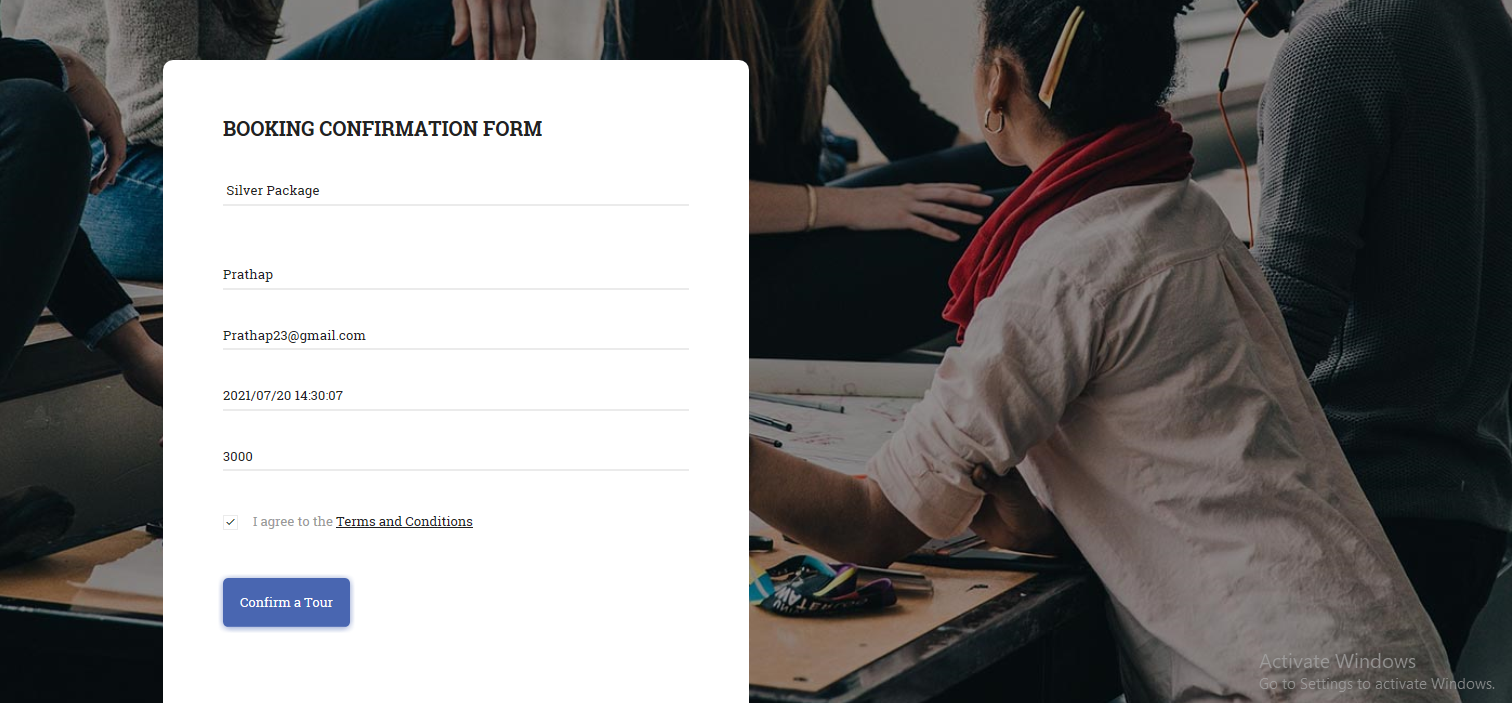 BOOKING CONFIRMATION FORM
Silver Package
Prathap
Prathap23@gmail.com
2021/07/20 14:30:07
3000
I agree to the Terms and Conditions
Confirm a Tour
Activate Windows
Go to Settings to activate Windows.